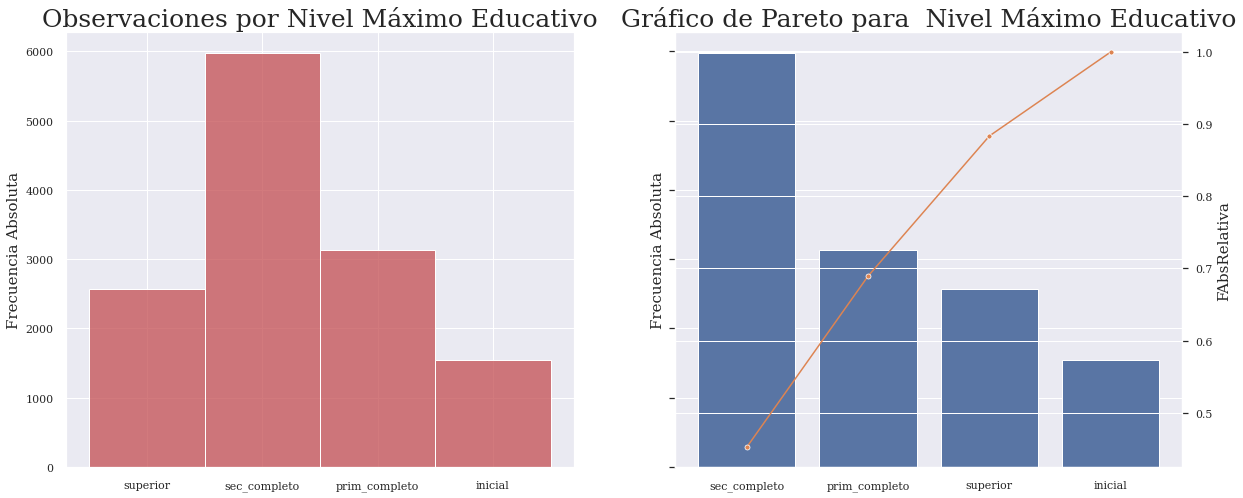 Observaciones por Nivel Máximo Educativo
Frecuencia Absoluta
6000
5000
4000
3000
2000
1000
0
superior
sec_completo
prim_completo
inicial
Gráfico de Pareto para  Nivel Máximo Educativo
Frecuencia Absoluta
sec_completo
prim_completo
superior
inicial
1.0
0.9
0.8
0.7
0.6
0.5
FAbsRelativa